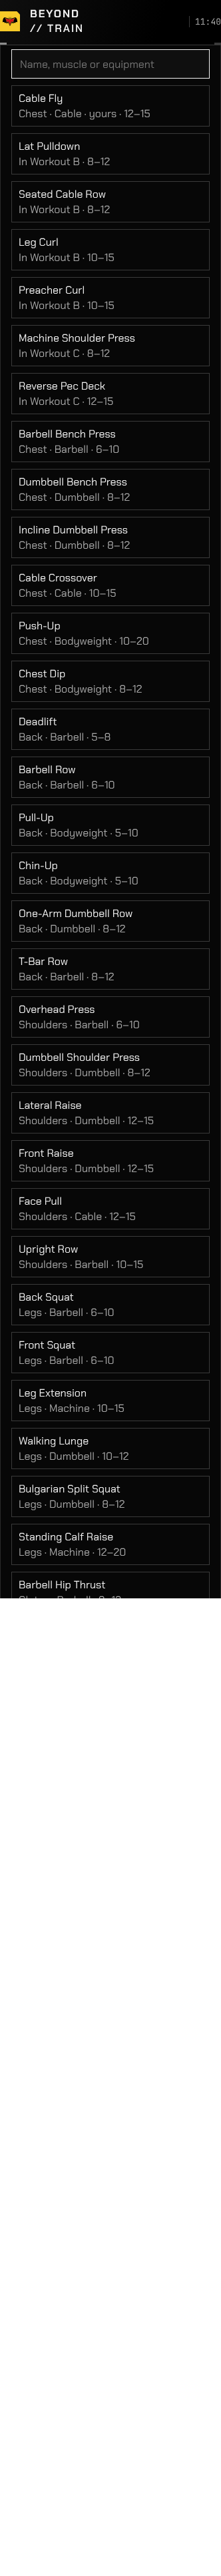 BEYOND
// TRAIN
11:40
Name, muscle or equipment
Cable Fly
Chest · Cable · yours · 12–15
Lat Pulldown
In Workout B · 8–12
Seated Cable Row
In Workout B · 8–12
Leg Curl
In Workout B · 10–15
Preacher Curl
In Workout B · 10–15
Machine Shoulder Press
In Workout C · 8–12
Reverse Pec Deck
In Workout C · 12–15
Barbell Bench Press
Chest · Barbell · 6–10
Dumbbell Bench Press
Chest · Dumbbell · 8–12
Incline Dumbbell Press
Chest · Dumbbell · 8–12
Cable Crossover
Chest · Cable · 10–15
Push-Up
Chest · Bodyweight · 10–20
Chest Dip
Chest · Bodyweight · 8–12
Deadlift
Back · Barbell · 5–8
Barbell Row
Back · Barbell · 6–10
Pull-Up
Back · Bodyweight · 5–10
Chin-Up
Back · Bodyweight · 5–10
One-Arm Dumbbell Row
Back · Dumbbell · 8–12
T-Bar Row
Back · Barbell · 8–12
Overhead Press
Shoulders · Barbell · 6–10
Dumbbell Shoulder Press
Shoulders · Dumbbell · 8–12
Lateral Raise
Shoulders · Dumbbell · 12–15
Front Raise
Shoulders · Dumbbell · 12–15
Face Pull
Shoulders · Cable · 12–15
Upright Row
Shoulders · Barbell · 10–15
Back Squat
Legs · Barbell · 6–10
Front Squat
Legs · Barbell · 6–10
Leg Extension
Legs · Machine · 10–15
Walking Lunge
Legs · Dumbbell · 10–12
Bulgarian Split Squat
Legs · Dumbbell · 8–12
Standing Calf Raise
Legs · Machine · 12–20
Barbell Hip Thrust